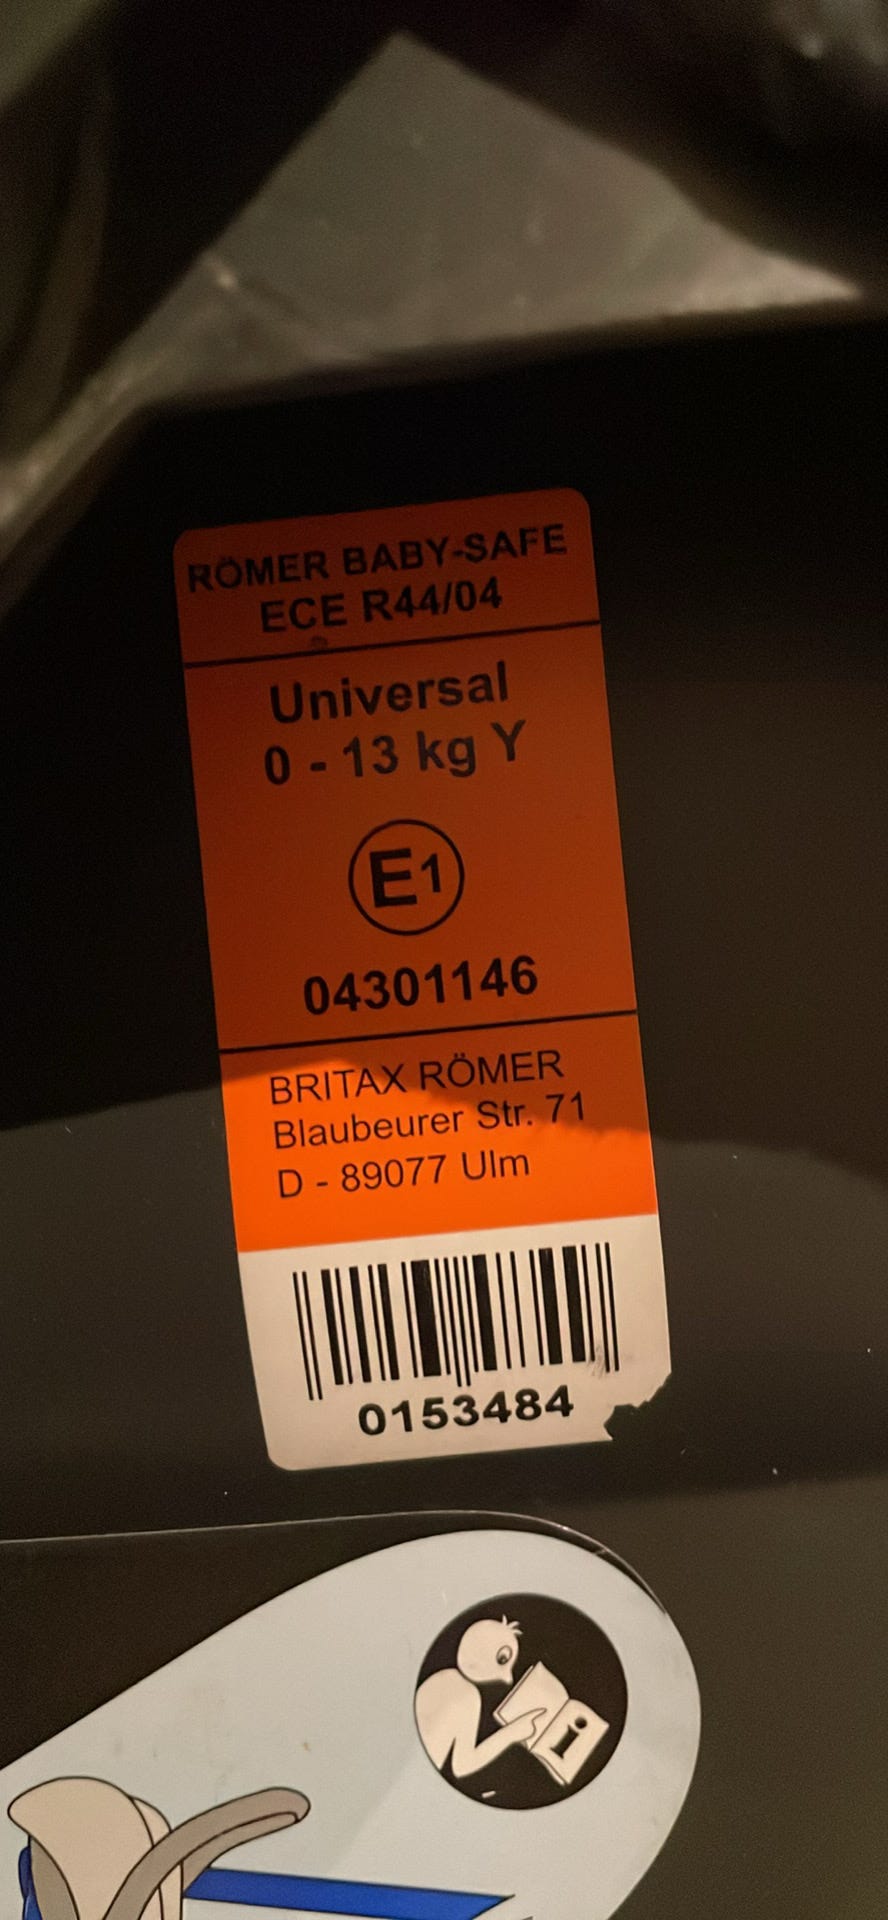 RÖMER BABY-SAFE
ECE R44/04
Universal
0 - 13 kg Y
E1
04301146
BRITAX RÖMER
Blaubeurer Str. 71
D - 89077 Ulm
0153484
i